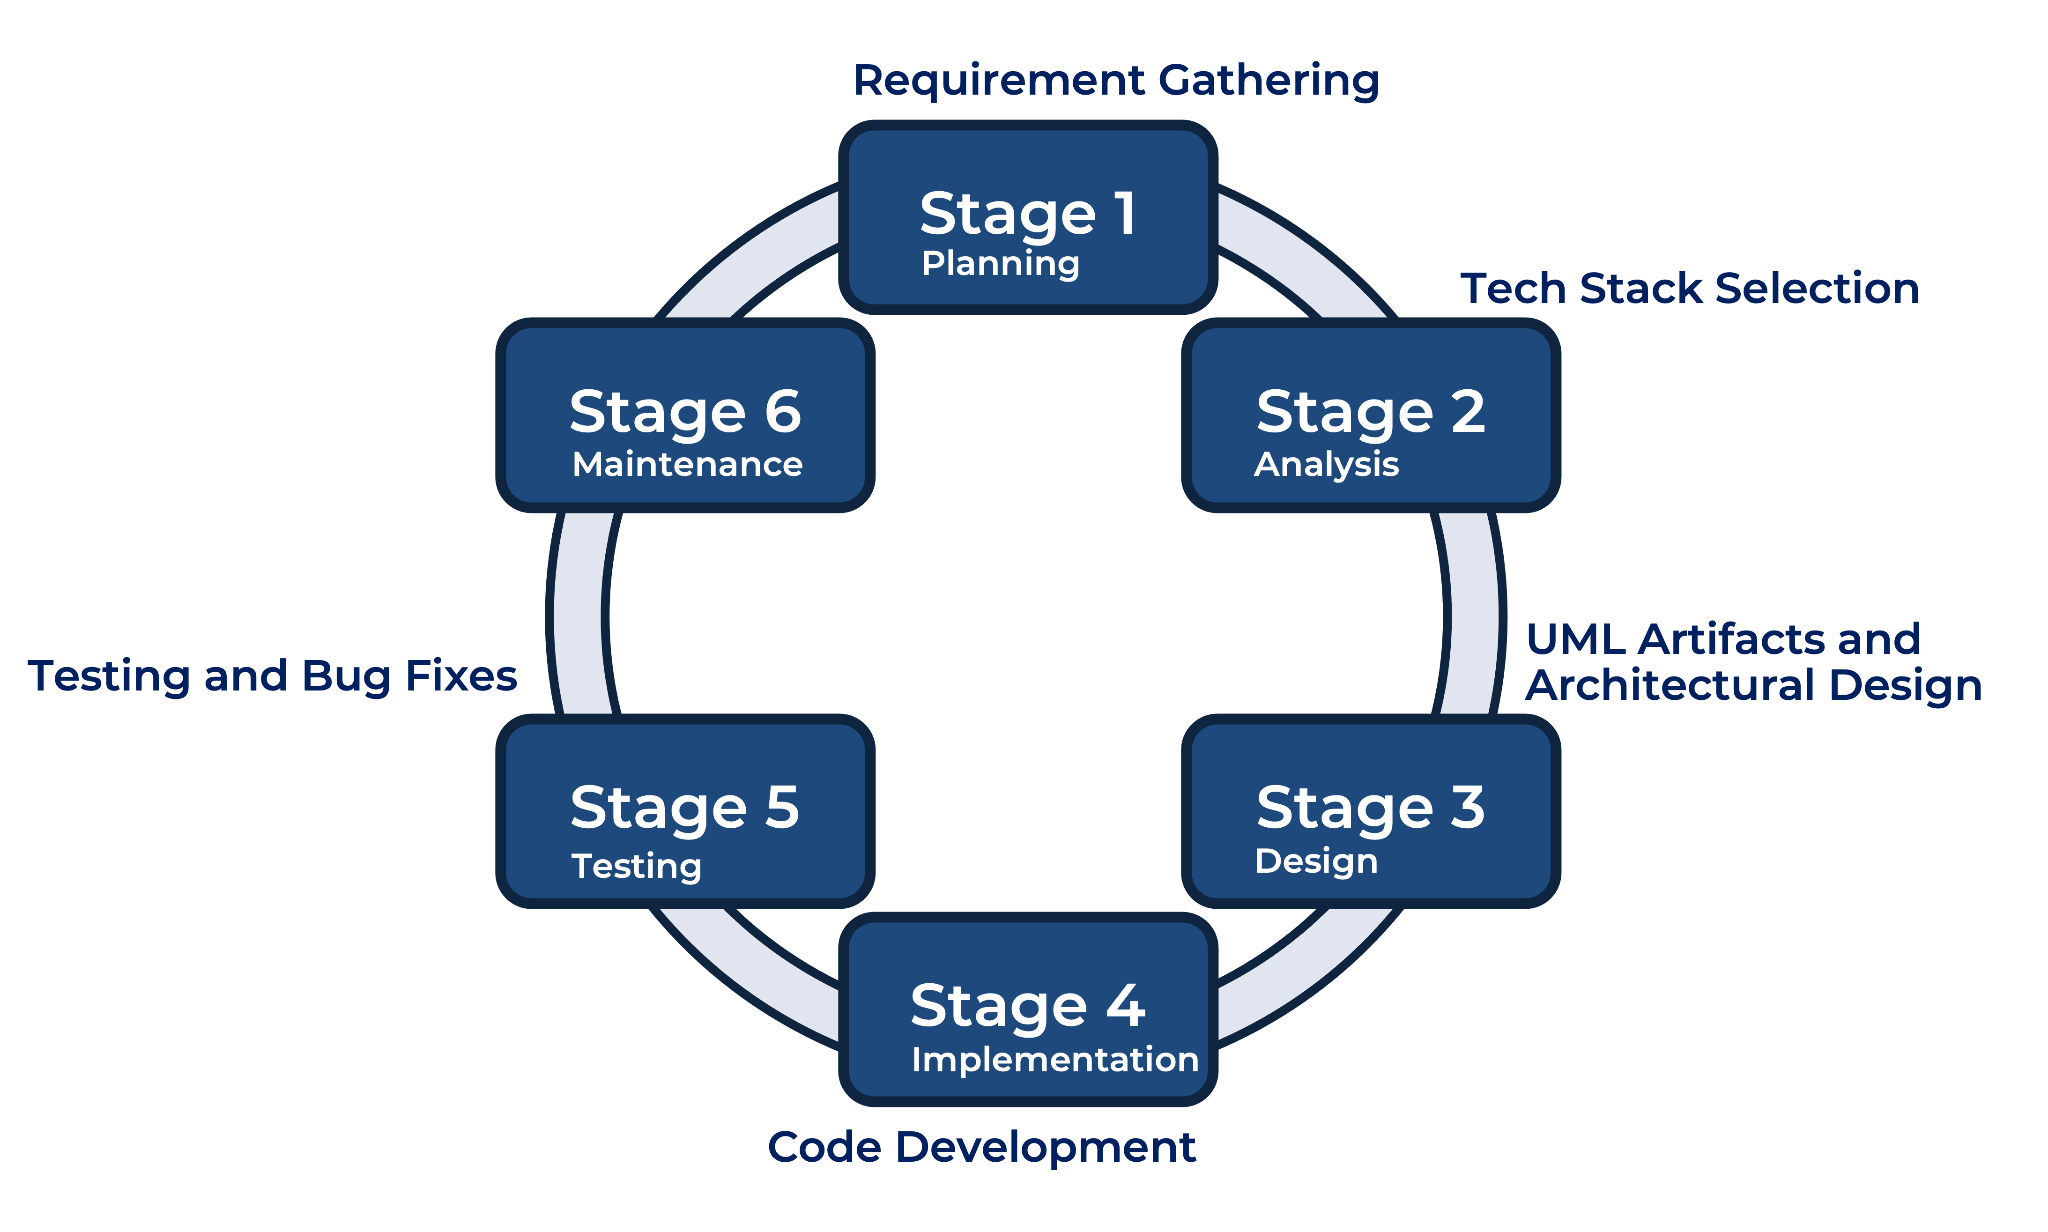 Requirement Gathering
Stage 1
Planning
Tech Stack Selection
Stage 2
Analysis
UML Artifacts and
Architectural Design
Stage 3
Design
Stage 4
Implementation
Code Development
Testing and Bug Fixes
Stage 5
Testing
Stage 6
Maintenance